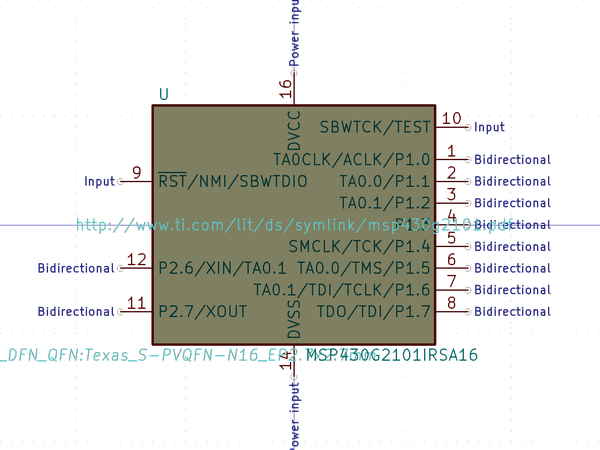 Power input
16
U
DVCC
SBWTCK/TEST 10 Input
TA0CLK/ACLK/P1.0 1 Bidirectional
Input 9 RST/NMI/SBWTDIO TA0.0/P1.1 2 Bidirectional
TA0.1/P1.2 3 Bidirectional
http://www.ti.com/lit/ds/symlink/msp430g2101.pdf P1.3 4 Bidirectional
SMCLK/TCK/P1.4 5 Bidirectional
Bidirectional 12 P2.6/XIN/TA0.1 TA0.0/TMS/P1.5 6 Bidirectional
TA0.1/TDI/TCLK/P1.6 7 Bidirectional
Bidirectional 11 P2.7/XOUT TDO/TDI/P1.7 8 Bidirectional
DVSS
_DFN_QFN:Texas_S-PVQFN-N16_EP2.7x2.7mm MSP430G2101IRSA16
14
Power input